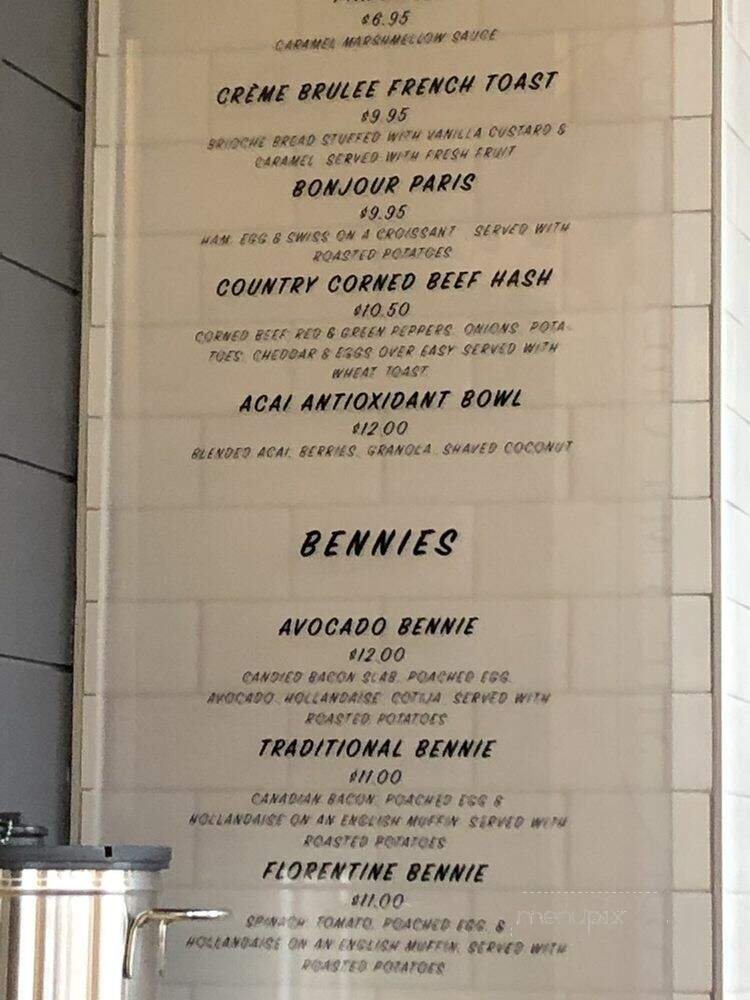 $6.95
CARAMEL MARSHMELLOW SAUCE
CRÈME BRULEE FRENCH TOAST
$9.95
BRIOCHE BREAD STUFFED WITH VANILLA CUSTARD &
CARAMEL. SERVED WITH FRESH FRUIT
BONJOUR PARIS
$9.95
HAM, EGG & SWISS ON A CROISSANT. SERVED WITH
ROASTED POTATOES
COUNTRY CORNED BEEF HASH
$10.50
CORNED BEEF, RED & GREEN PEPPERS, ONIONS, POTA-
TOES, CHEDDAR & EGGS OVER EASY SERVED WITH
WHEAT TOAST
ACAI ANTIOXIDANT BOWL
$12.00
BLENDED ACAI, BERRIES, GRANOLA, SHAVED COCONUT
BENNIES
AVOCADO BENNIE
$12.00
CANDIED BACON SLAB, POACHED EGG,
AVOCADO, HOLLANDAISE, COTIJA. SERVED WITH
ROASTED POTATOES
TRADITIONAL BENNIE
$11.00
CANADIAN BACON, POACHED EGG &
HOLLANDAISE ON AN ENGLISH MUFFIN. SERVED WITH
ROASTED POTATOES
FLORENTINE BENNIE
$11.00
SPINACH, TOMATO, POACHED EGG, &
HOLLANDAISE ON AN ENGLISH MUFFIN. SERVED WITH
ROASTED POTATOES
menupix